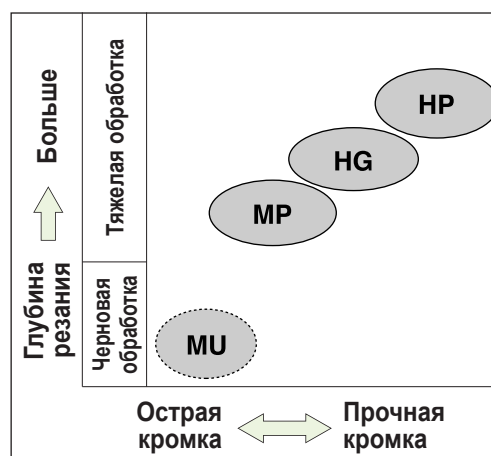 Больше
Глубина
резания
Тяжелая обработка
Черновая
обработка
HP
HG
MP
MU
Острая
кромка
Прочная
кромка